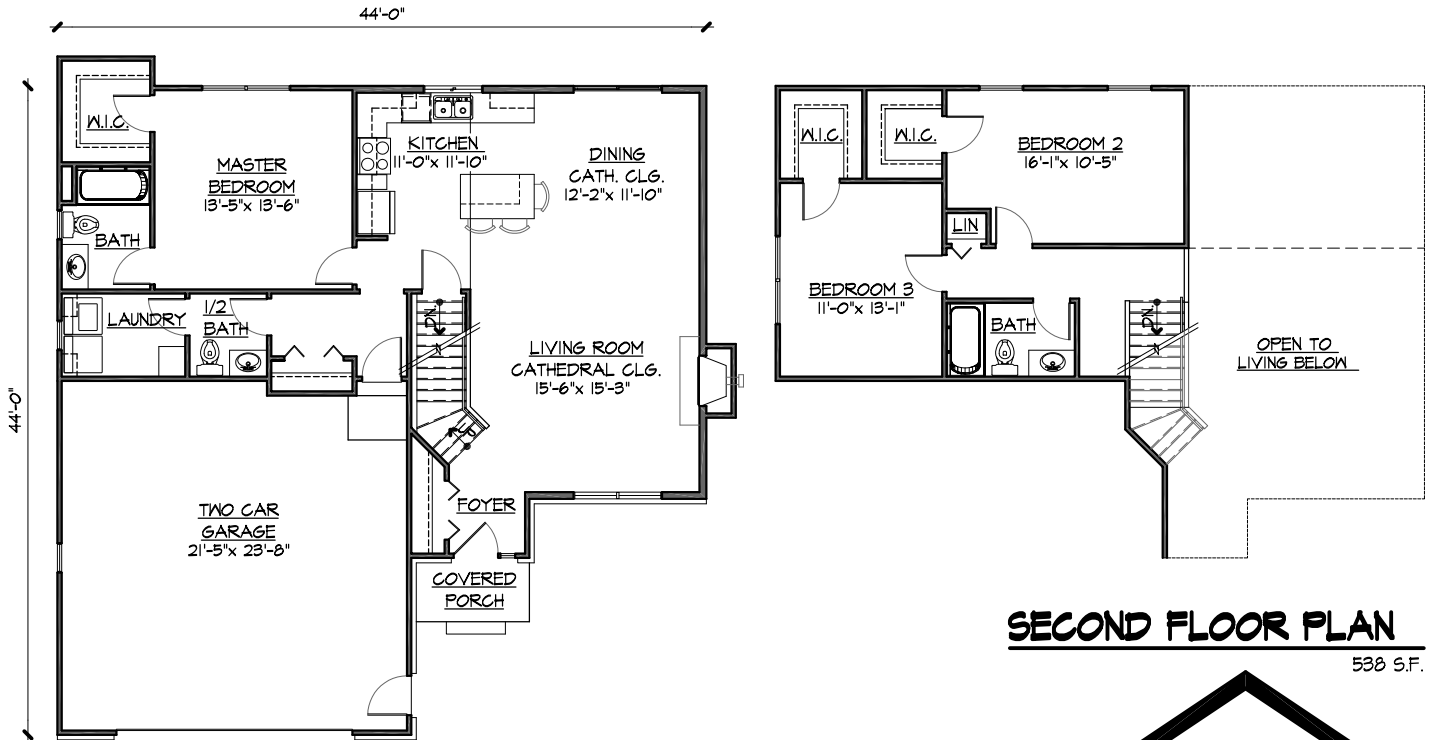 44'-0"
44'-0"
W.I.C.
MASTER
BEDROOM
13'-5"x 13'-6"
BATH
LAUNDRY
1/2
BATH
KITCHEN
11'-0"x 11'-10"
DINING
CATH. CLG.
12'-2"x 11'-10"
DN.
UP
LIVING ROOM
CATHEDRAL CLG.
15'-6"x 15'-3"
FOYER
TWO CAR
GARAGE
21'-5"x 23'-8"
COVERED
PORCH
W.I.C.
W.I.C.
BEDROOM 2
16'-1"x 10'-5"
LIN
BEDROOM 3
11'-0"x 13'-1"
BATH
DN.
OPEN TO
LIVING BELOW
SECOND FLOOR PLAN
538 S.F.